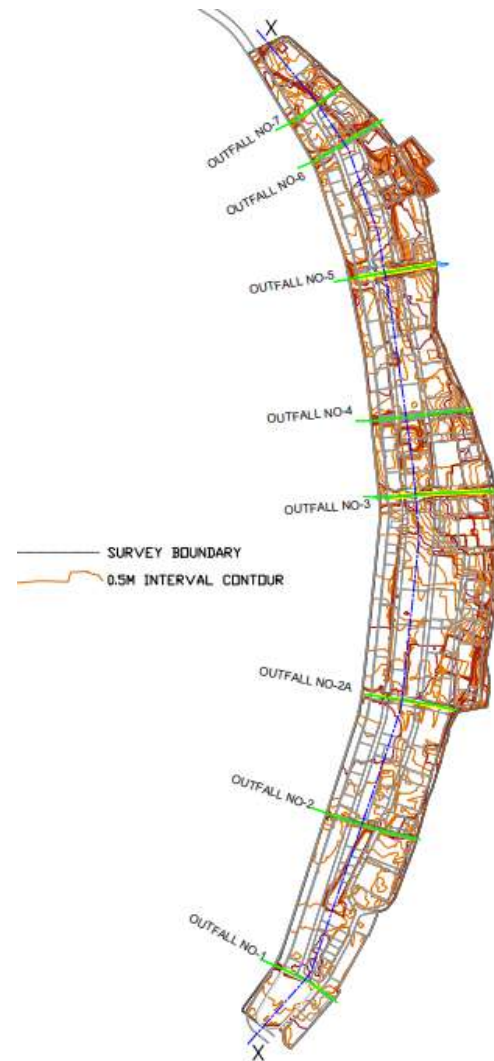 X
OUTFALL NO-7
OUTFALL NO-6
OUTFALL NO-5
OUTFALL NO-4
OUTFALL NO-3
SURVEY BOUNDARY
0.5M INTERVAL CONTOUR
OUTFALL NO-2A
OUTFALL NO-2
OUTFALL NO-1
X